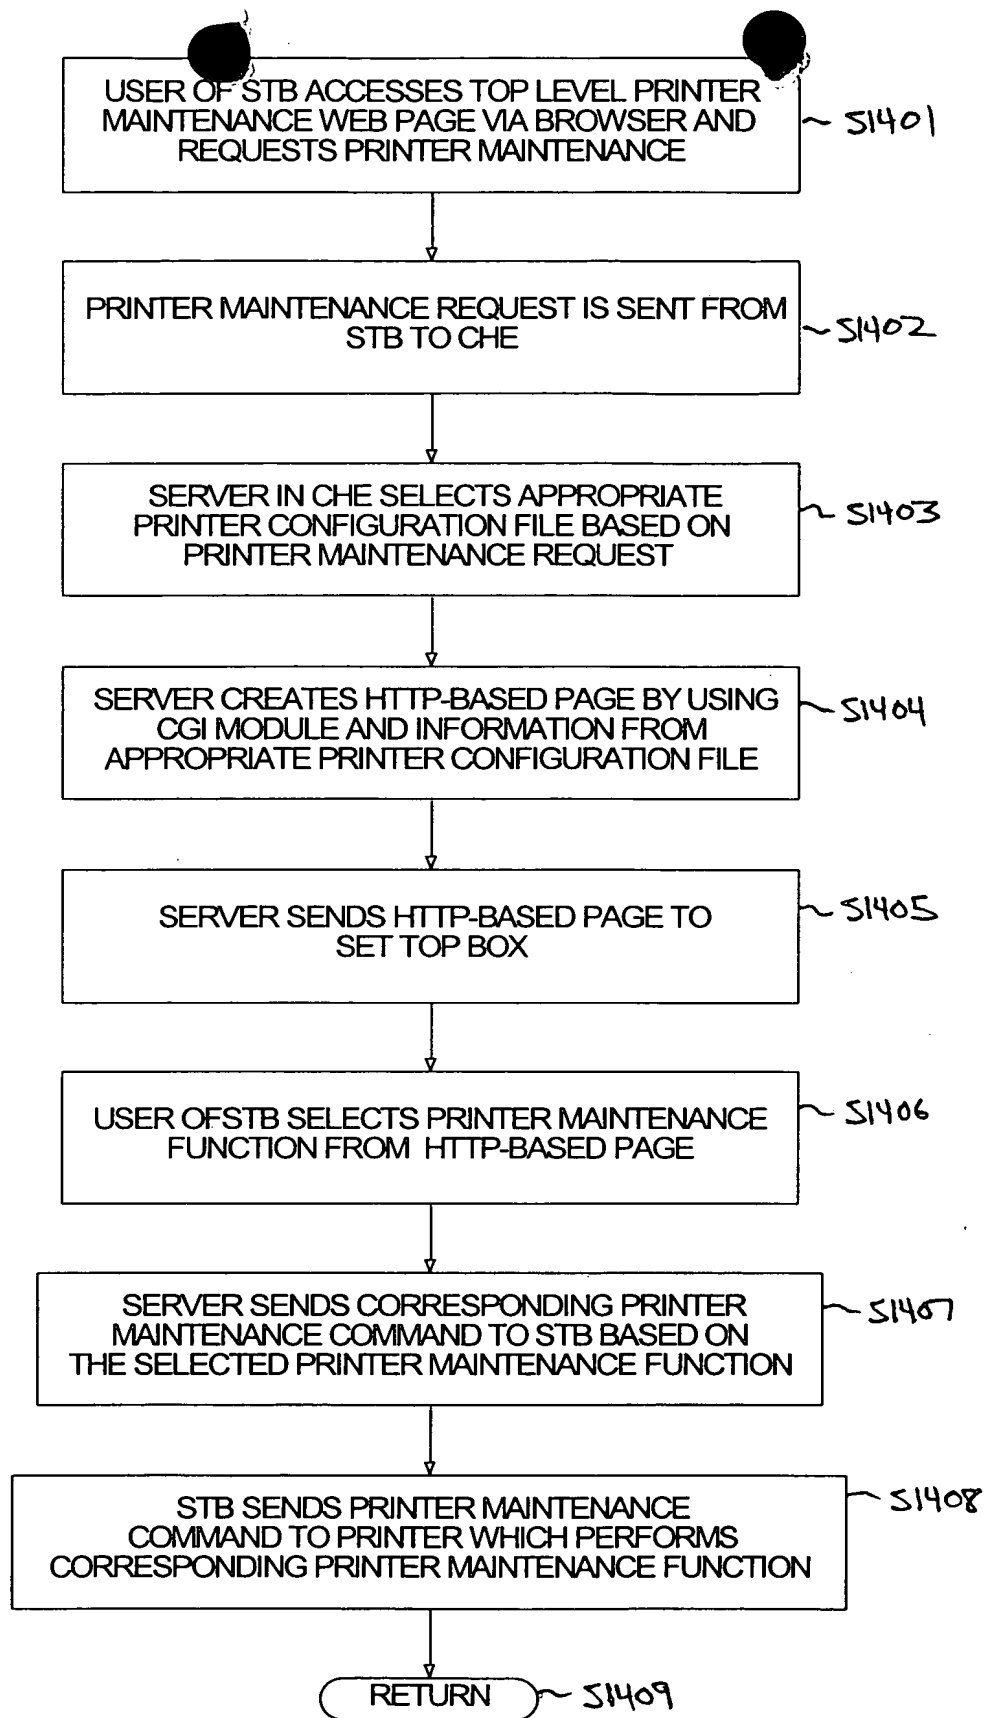 USER OF STB ACCESSES TOP LEVEL PRINTER
MAINTENANCE WEB PAGE VIA BROWSER AND
REQUESTS PRINTER MAINTENANCE
S1401
PRINTER MAINTENANCE REQUEST IS SENT FROM
STB TO CHE
S1402
SERVER IN CHE SELECTS APPROPRIATE
PRINTER CONFIGURATION FILE BASED ON
PRINTER MAINTENANCE REQUEST
S1403
SERVER CREATES HTTP-BASED PAGE BY USING
CGI MODULE AND INFORMATION FROM
APPROPRIATE PRINTER CONFIGURATION FILE
S1404
SERVER SENDS HTTP-BASED PAGE TO
SET TOP BOX
S1405
USER OFSTB SELECTS PRINTER MAINTENANCE
FUNCTION FROM HTTP-BASED PAGE
S1406
SERVER SENDS CORRESPONDING PRINTER
MAINTENANCE COMMAND TO STB BASED ON
THE SELECTED PRINTER MAINTENANCE FUNCTION
S1407
STB SENDS PRINTER MAINTENANCE
COMMAND TO PRINTER WHICH PERFORMS
CORRESPONDING PRINTER MAINTENANCE FUNCTION
S1408
RETURN
S1409